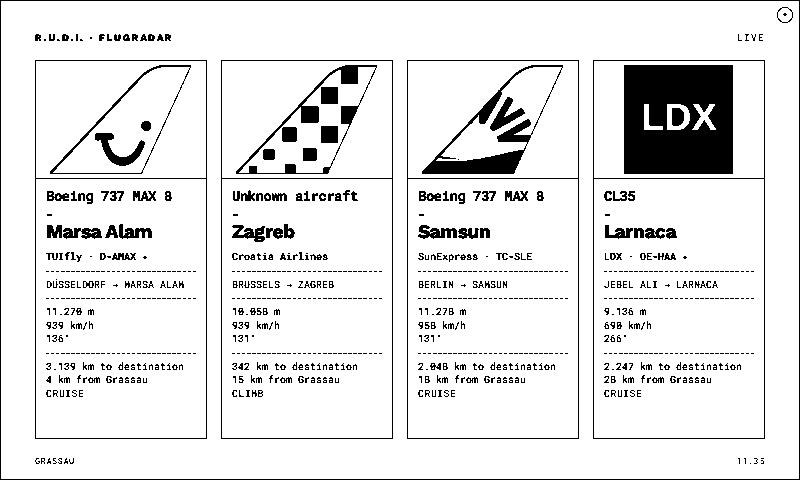 R.U.D.I. · FLUGRADAR
LIVE
Boeing 737 MAX 8
-
Marsa Alam
TUIfly · D-AMAX ✦
DÜSSELDORF → MARSA ALAM
11.270 m
939 km/h
136°
3.139 km to destination
4 km from Grassau
CRUISE
Unknown aircraft
-
Zagreb
Croatia Airlines
BRUSSELS → ZAGREB
10.058 m
939 km/h
131°
342 km to destination
15 km from Grassau
CLIMB
Boeing 737 MAX 8
-
Samsun
SunExpress · TC-SLE
BERLIN → SAMSUN
11.278 m
958 km/h
131°
2.048 km to destination
18 km from Grassau
CRUISE
LDX
CL35
-
Larnaca
LDX · OE-HAA ✦
JEBEL ALI → LARNACA
9.136 m
690 km/h
266°
2.247 km to destination
28 km from Grassau
CRUISE
GRASSAU
11.35